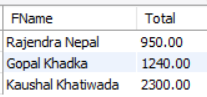 FName Total
Rajendra Nepal 950.00
Gopal Khadka 1240.00
Kaushal Khatiwada 2300.00